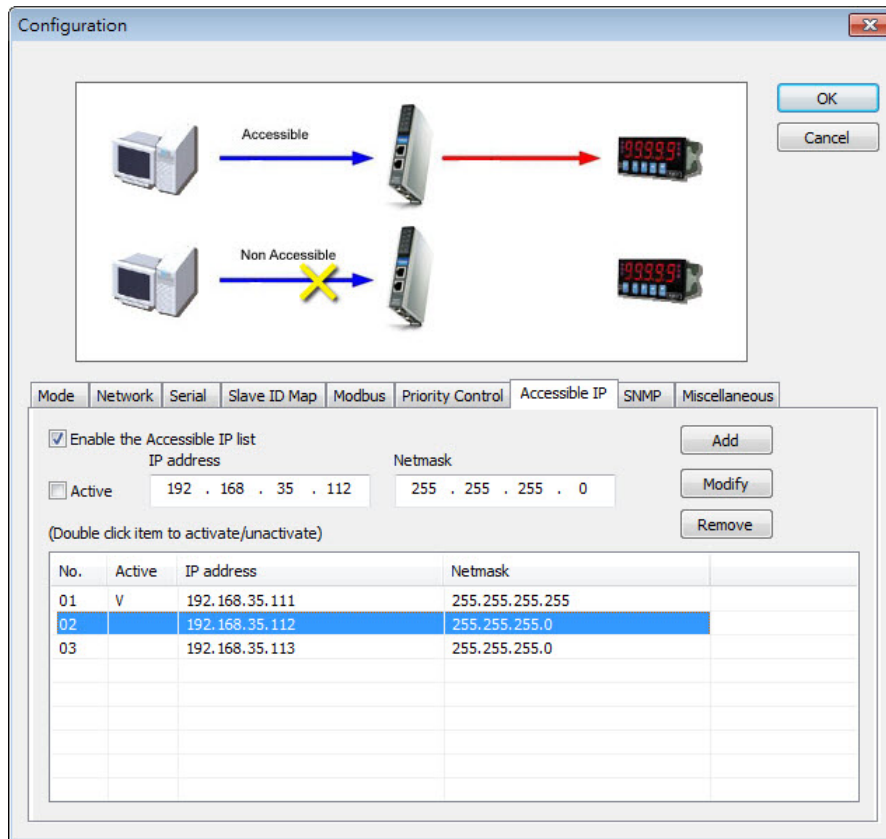 Configuration
OK
Cancel
Accessible
99999
Non Accessible
99999
Mode Network Serial Slave ID Map Modbus Priority Control Accessible IP SNMP Miscellaneous
Enable the Accessible IP list
Add
IP address Netmask
Active 192 . 168 . 35 . 112 255 . 255 . 255 . 0
Modify
Remove
(Double click item to activate/unactivate)
No. Active IP address Netmask
01 V 192.168.35.111 255.255.255.255
02 192.168.35.112 255.255.255.0
03 192.168.35.113 255.255.255.0